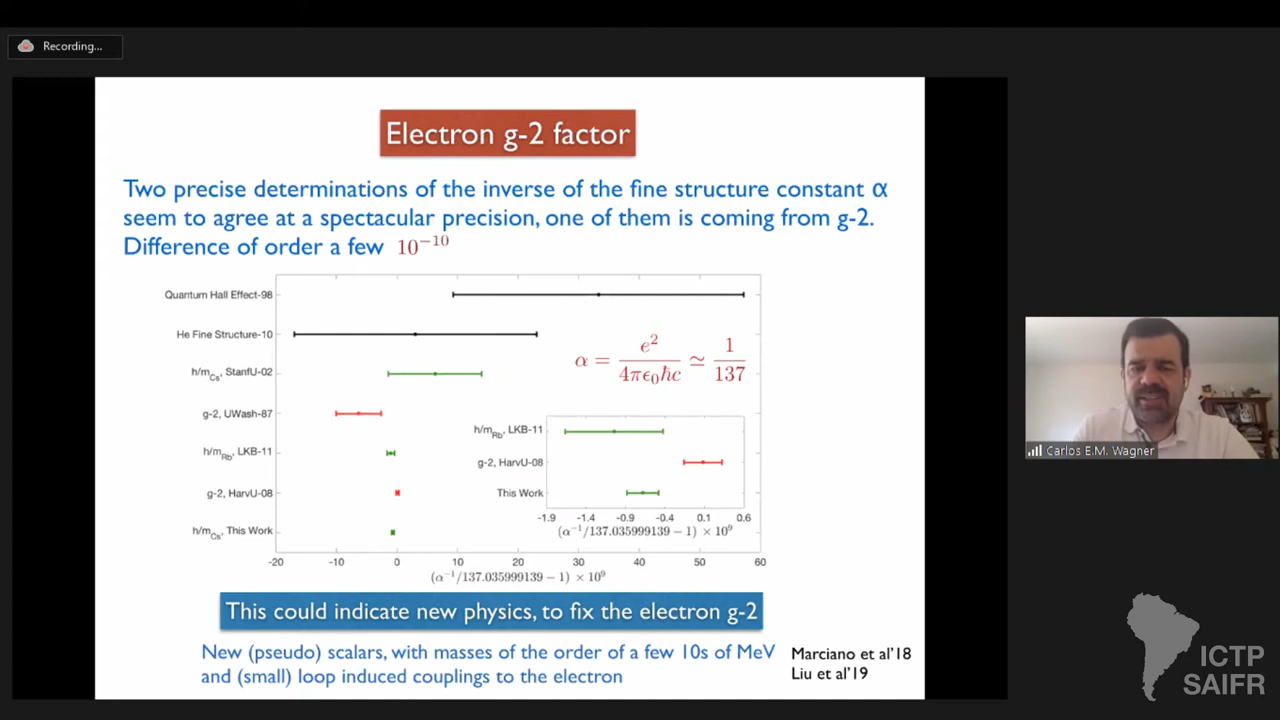 Recording...
Electron g-2 factor
Two precise determinations of the inverse of the fine structure constant α
seem to agree at a spectacular precision, one of them is coming from g-2.
Difference of order a few 10⁻¹⁰
Quantum Hall Effect-98
He Fine Structure-10
h/m_Cs, StanfU-02
g-2, UWash-87
h/m_Rb, LKB-11
g-2, HarvU-08
h/m_Cs, This Work
-20 -10 0 10 20 30 40 50 60
(α⁻¹/137.035999139 − 1) × 10⁹
α = e²/(4πϵ₀ħc) ≃ 1/137
h/m_Rb, LKB-11
g-2, HarvU-08
This Work
-1.9 -1.4 -0.9 -0.4 0.1 0.6
(α⁻¹/137.035999139 − 1) × 10⁹
This could indicate new physics, to fix the electron g-2
New (pseudo) scalars, with masses of the order of a few 10s of MeV
and (small) loop induced couplings to the electron
Marciano et al'18
Liu et al'19
Carlos E.M. Wagner
ICTP
SAIFR